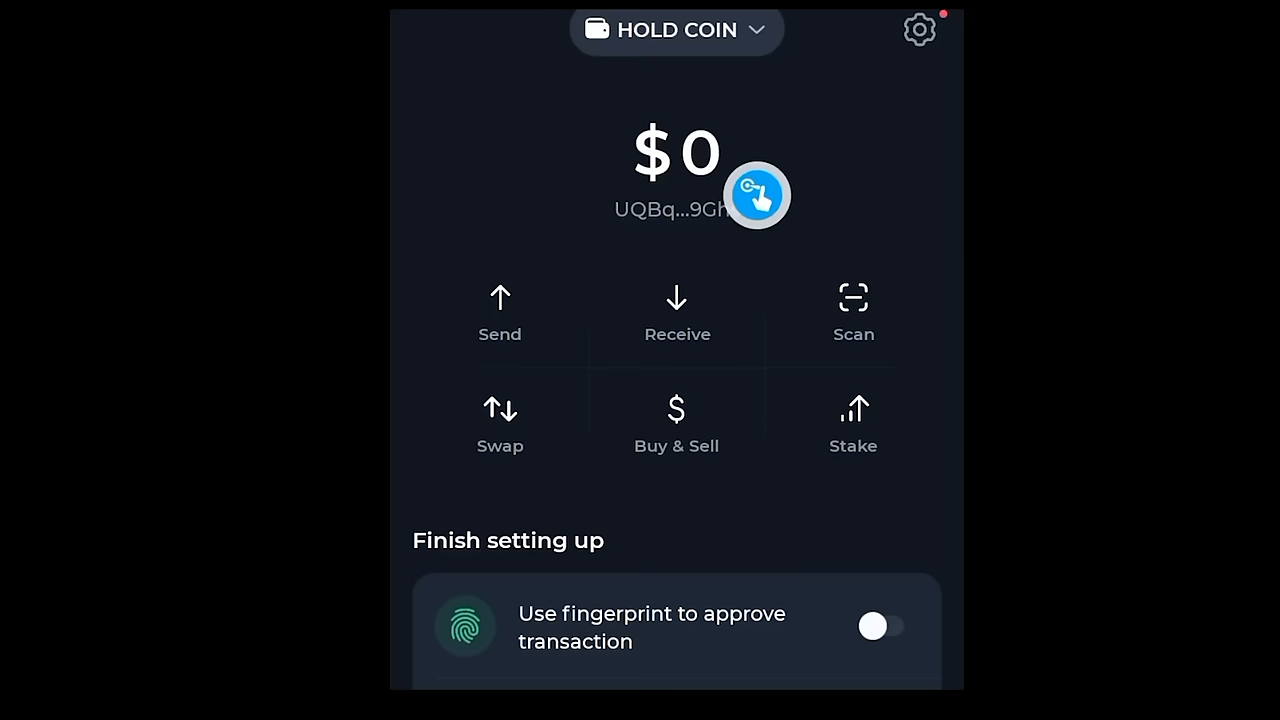 HOLD COIN
$ 0
UQBq...9Gh
Send
Receive
Scan
Swap
Buy & Sell
Stake
Finish setting up
Use fingerprint to approve
transaction